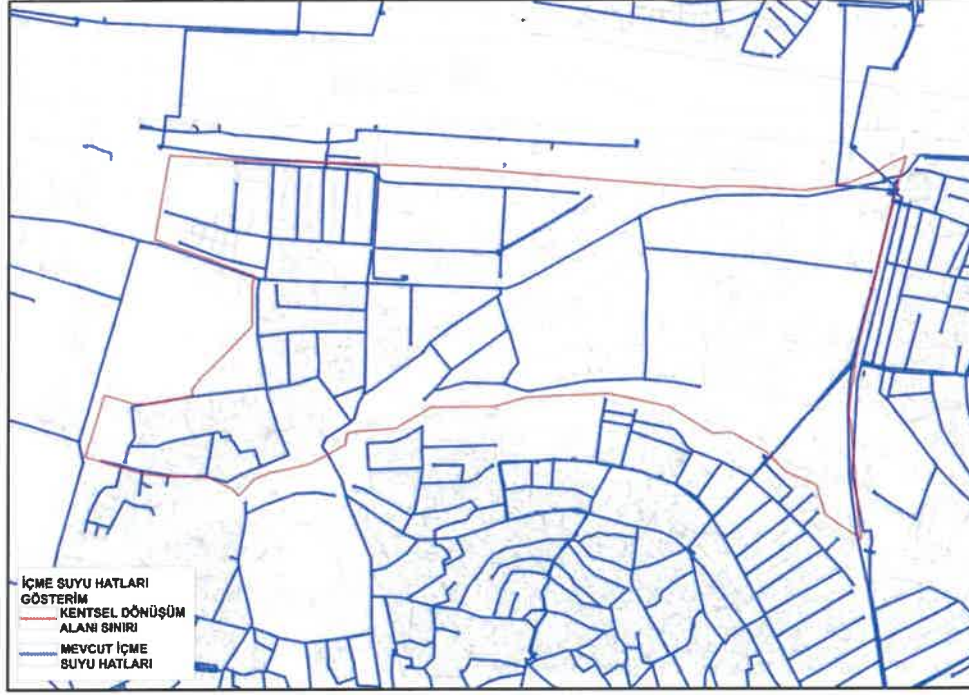 İÇME SUYU HATLARI
GÖSTERİM
KENTSEL DÖNÜŞÜM
ALANI SINIRI
MEVCUT İÇME
SUYU HATLARI